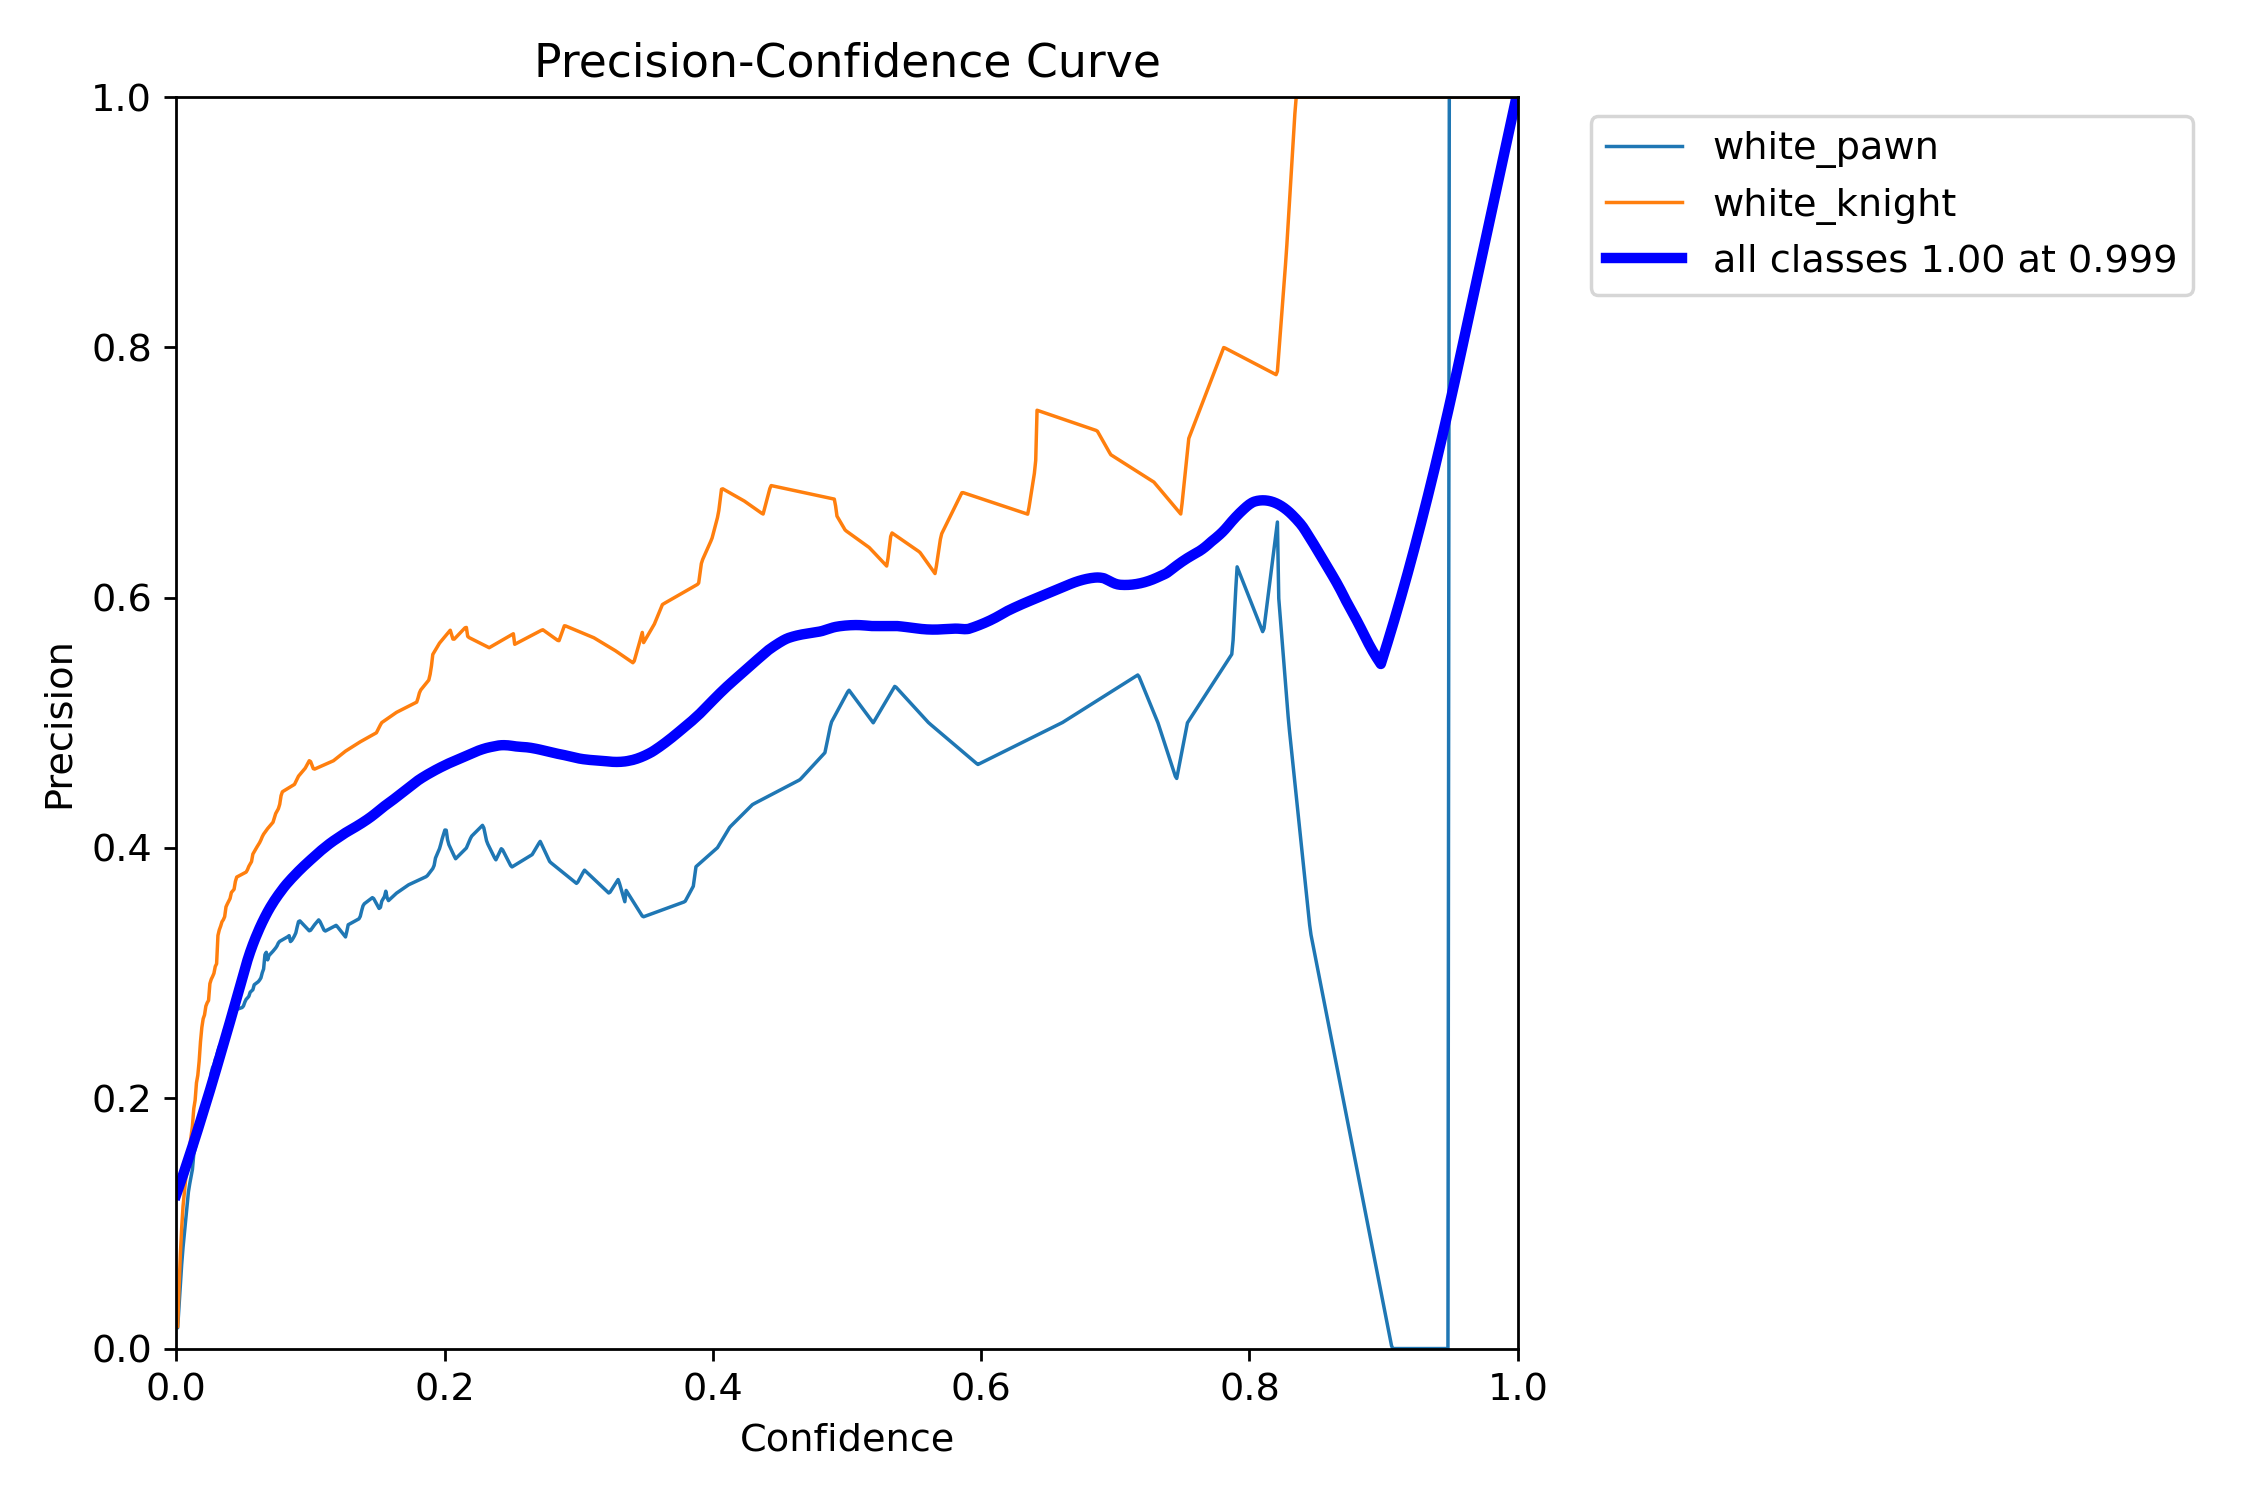 Precision-Confidence Curve
1.0
0.8
0.6
0.4
0.2
0.0
Precision
0.0 0.2 0.4 0.6 0.8 1.0
Confidence
white_pawn
white_knight
all classes 1.00 at 0.999